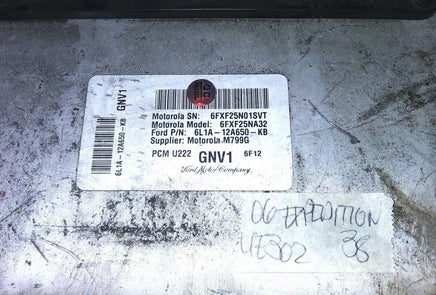 GNV1
6L1A-12A650-KB
Motorola SN: 6FXF25N01SVT
Motorola Model: 6FXF25NA32
Ford P/N: 6L1A-12A650-KB
Supplier: Motorola M799G
PCM U222 GNV1 6F12
Ford Motor Company,
06 EXPEDITION
38